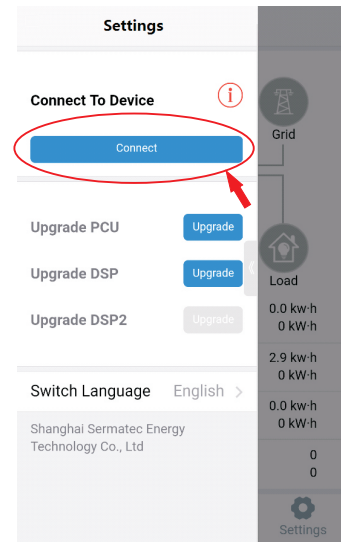 Settings
Connect To Device
i
Connect
Upgrade PCU Upgrade
Upgrade DSP Upgrade
Upgrade DSP2 Upgrade
Switch Language English >
Shanghai Sermatec Energy
Technology Co., Ltd
Grid
Load
0.0 kw·h
0 kW·h
2.9 kw·h
0 kW·h
0.0 kw·h
0 kW·h
0
0
Settings